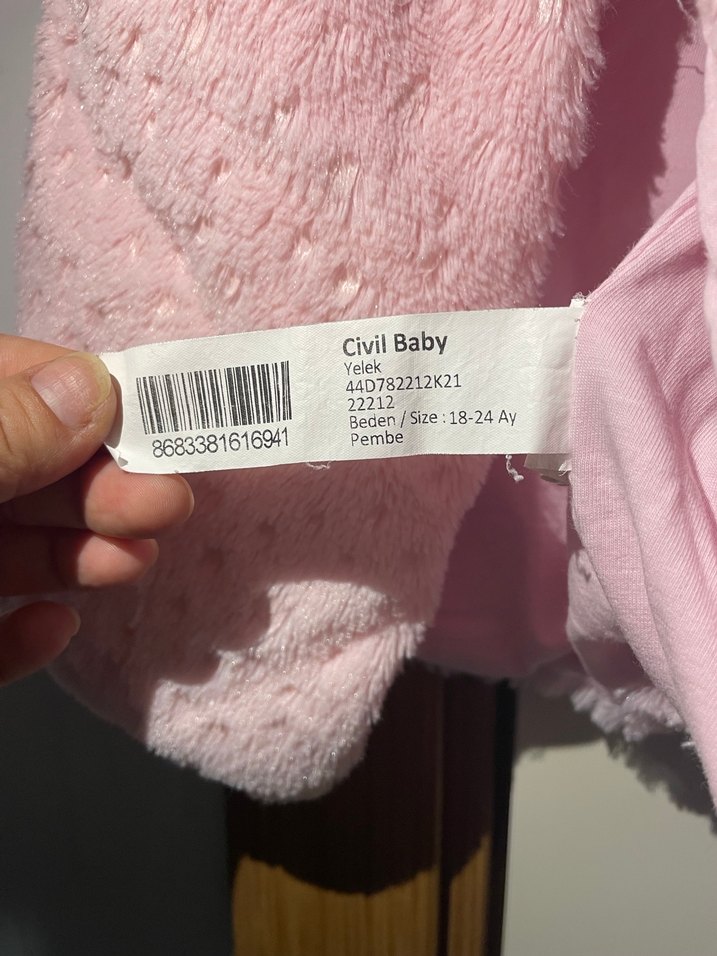 Civil Baby
Yelek
44D782212K21
22212
Beden / Size : 18-24 Ay
Pembe
8683381616941